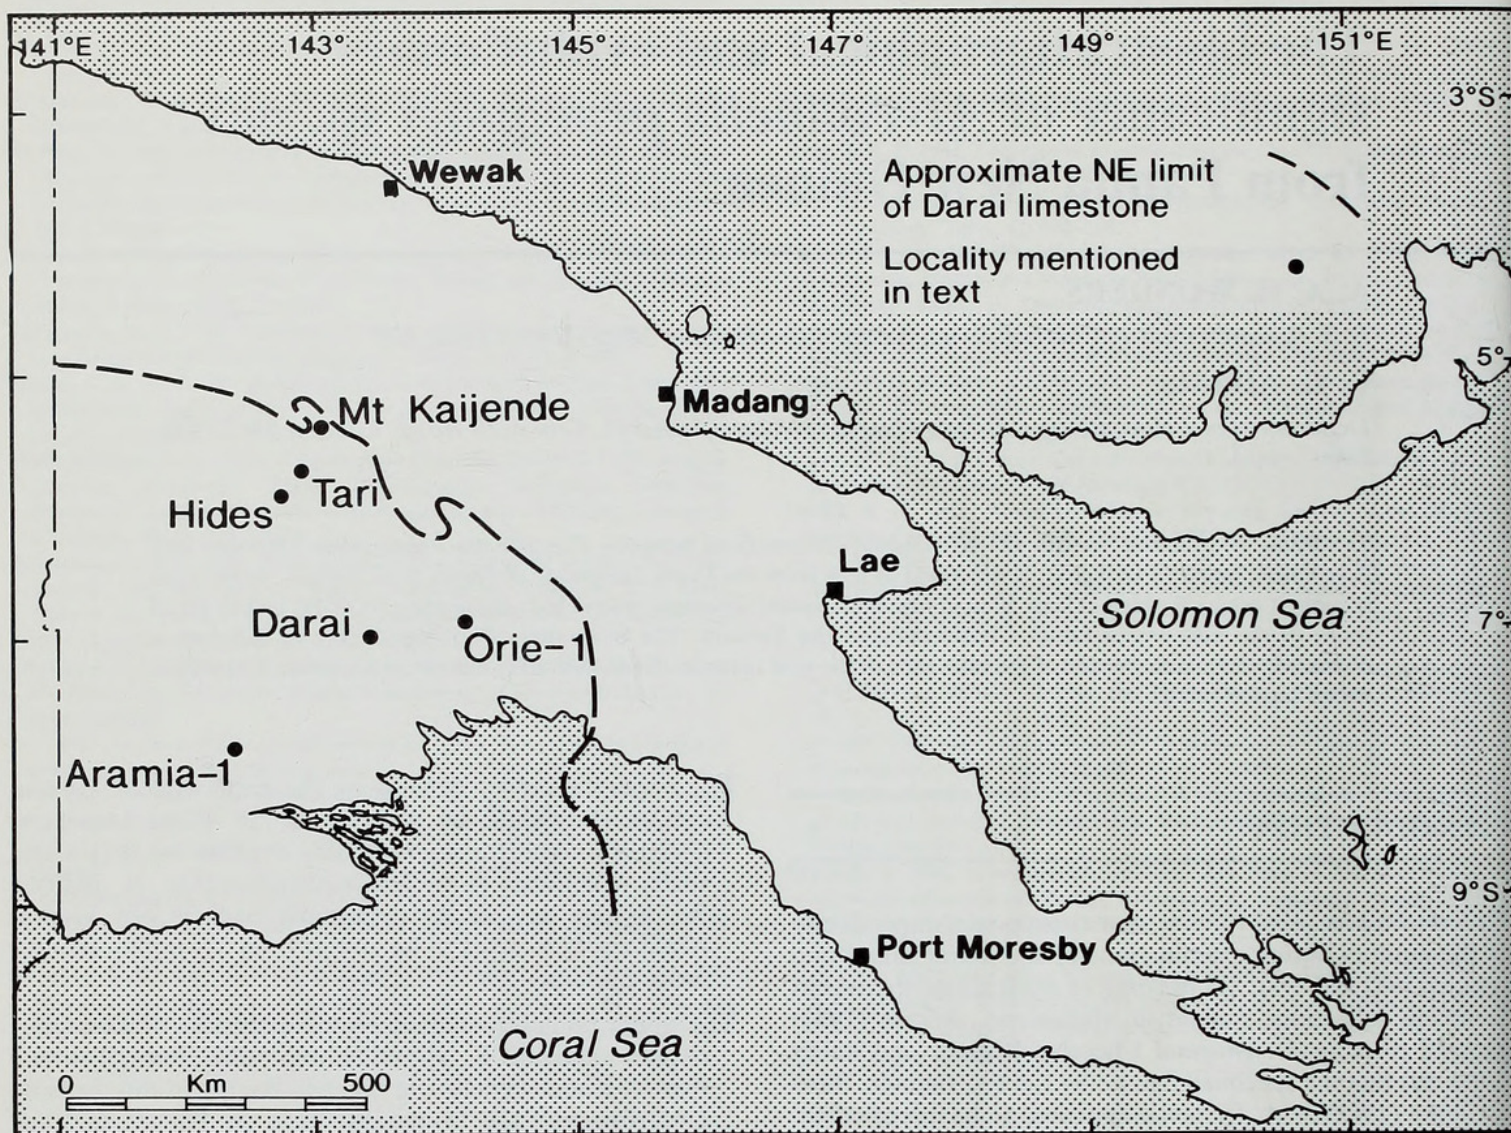 141°E
143°
145°
147°
149°
151°E
3°S
Wewak
Approximate NE limit
of Darai limestone
Locality mentioned
in text
5°
Mt Kaijende
Madang
Tari
Hides
Lae
Solomon Sea
7°
Darai
Orie-1
Aramia-1
9°S
Port Moresby
Coral Sea
0 Km 500